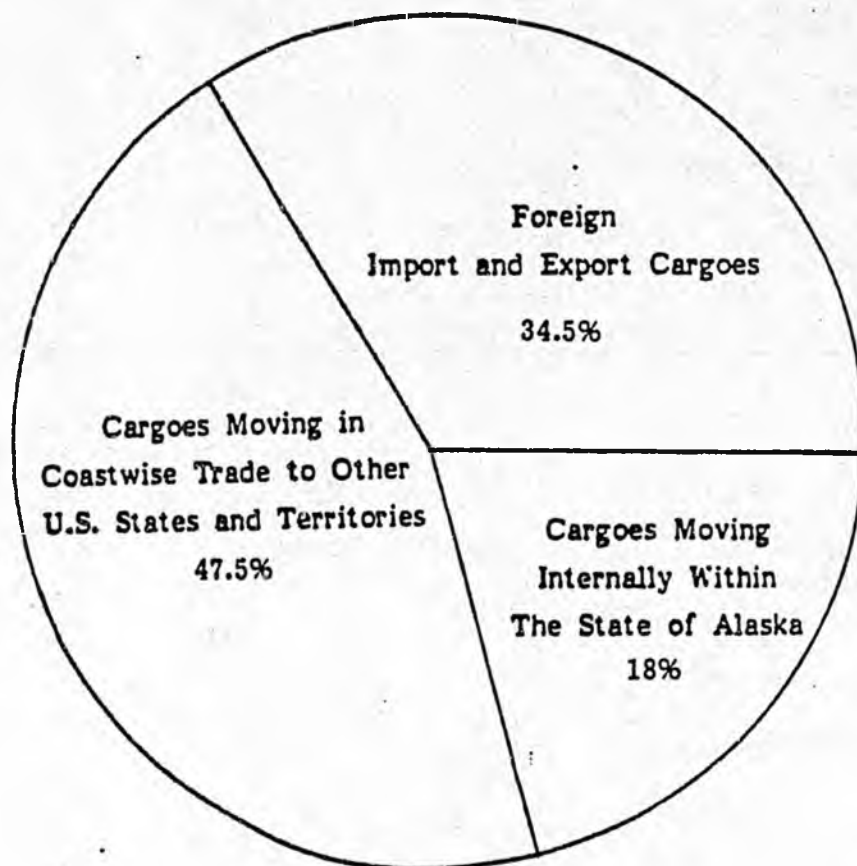 Foreign
Import and Export Cargoes
34.5%
Cargoes Moving in
Coastwise Trade to Other
U.S. States and Territories
47.5%
Cargoes Moving
Internally Within
The State of Alaska
18%